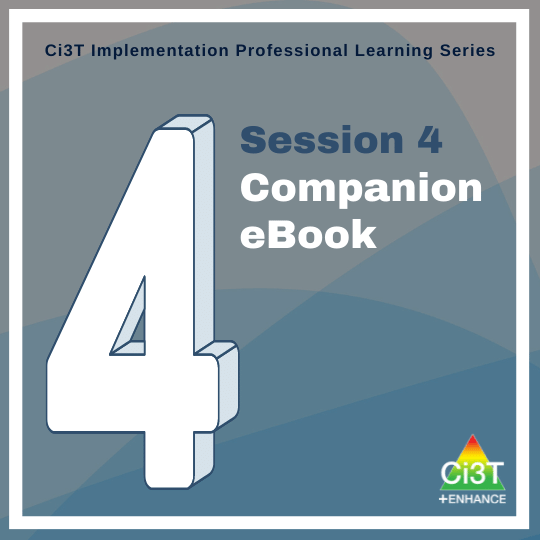 Ci3T Implementation Professional Learning Series
4
Session 4
Companion
eBook
Ci3T
+ENHANCE